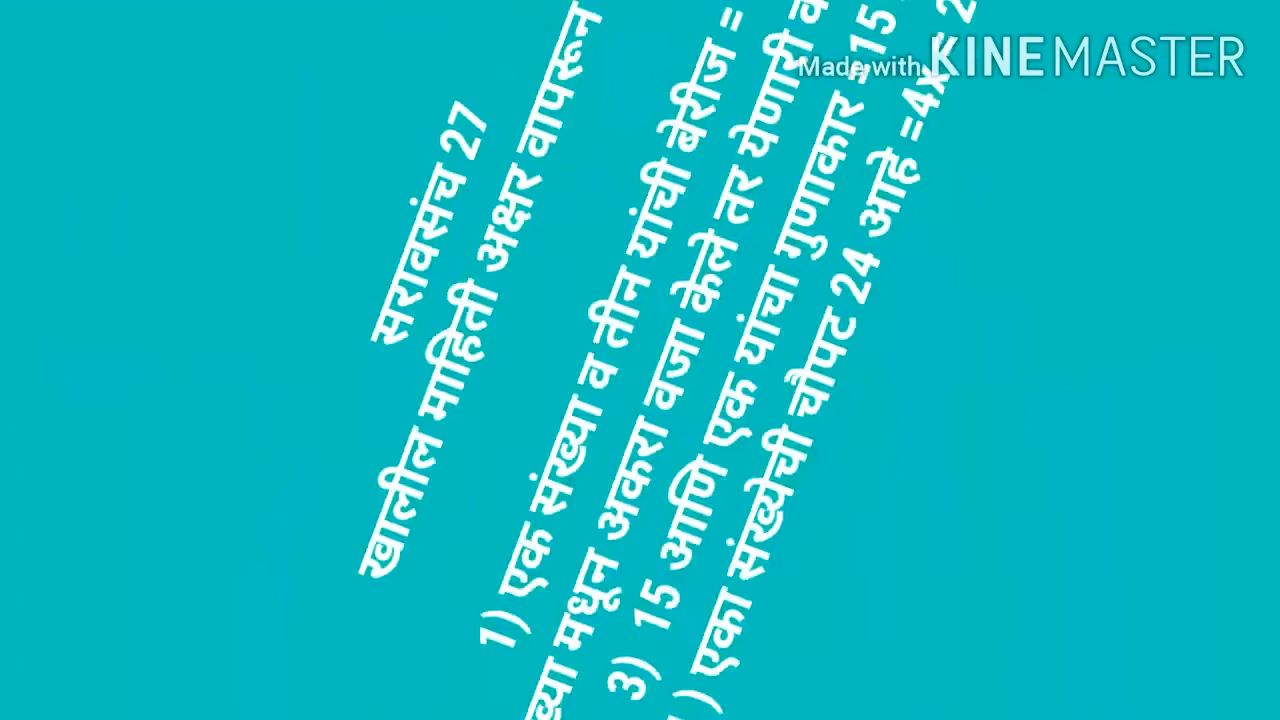 Made with KINEMASTER
सरावसंच 27
खालील माहिती अक्षर वापरून
1) एक संख्या व तीन यांची बेरीज =
मधून अकरा वजा केले तर येणारी
3) 15 आणि एक यांचा गुणाकार =15
) एका संख्येची चौपट 24 आहे =4x=